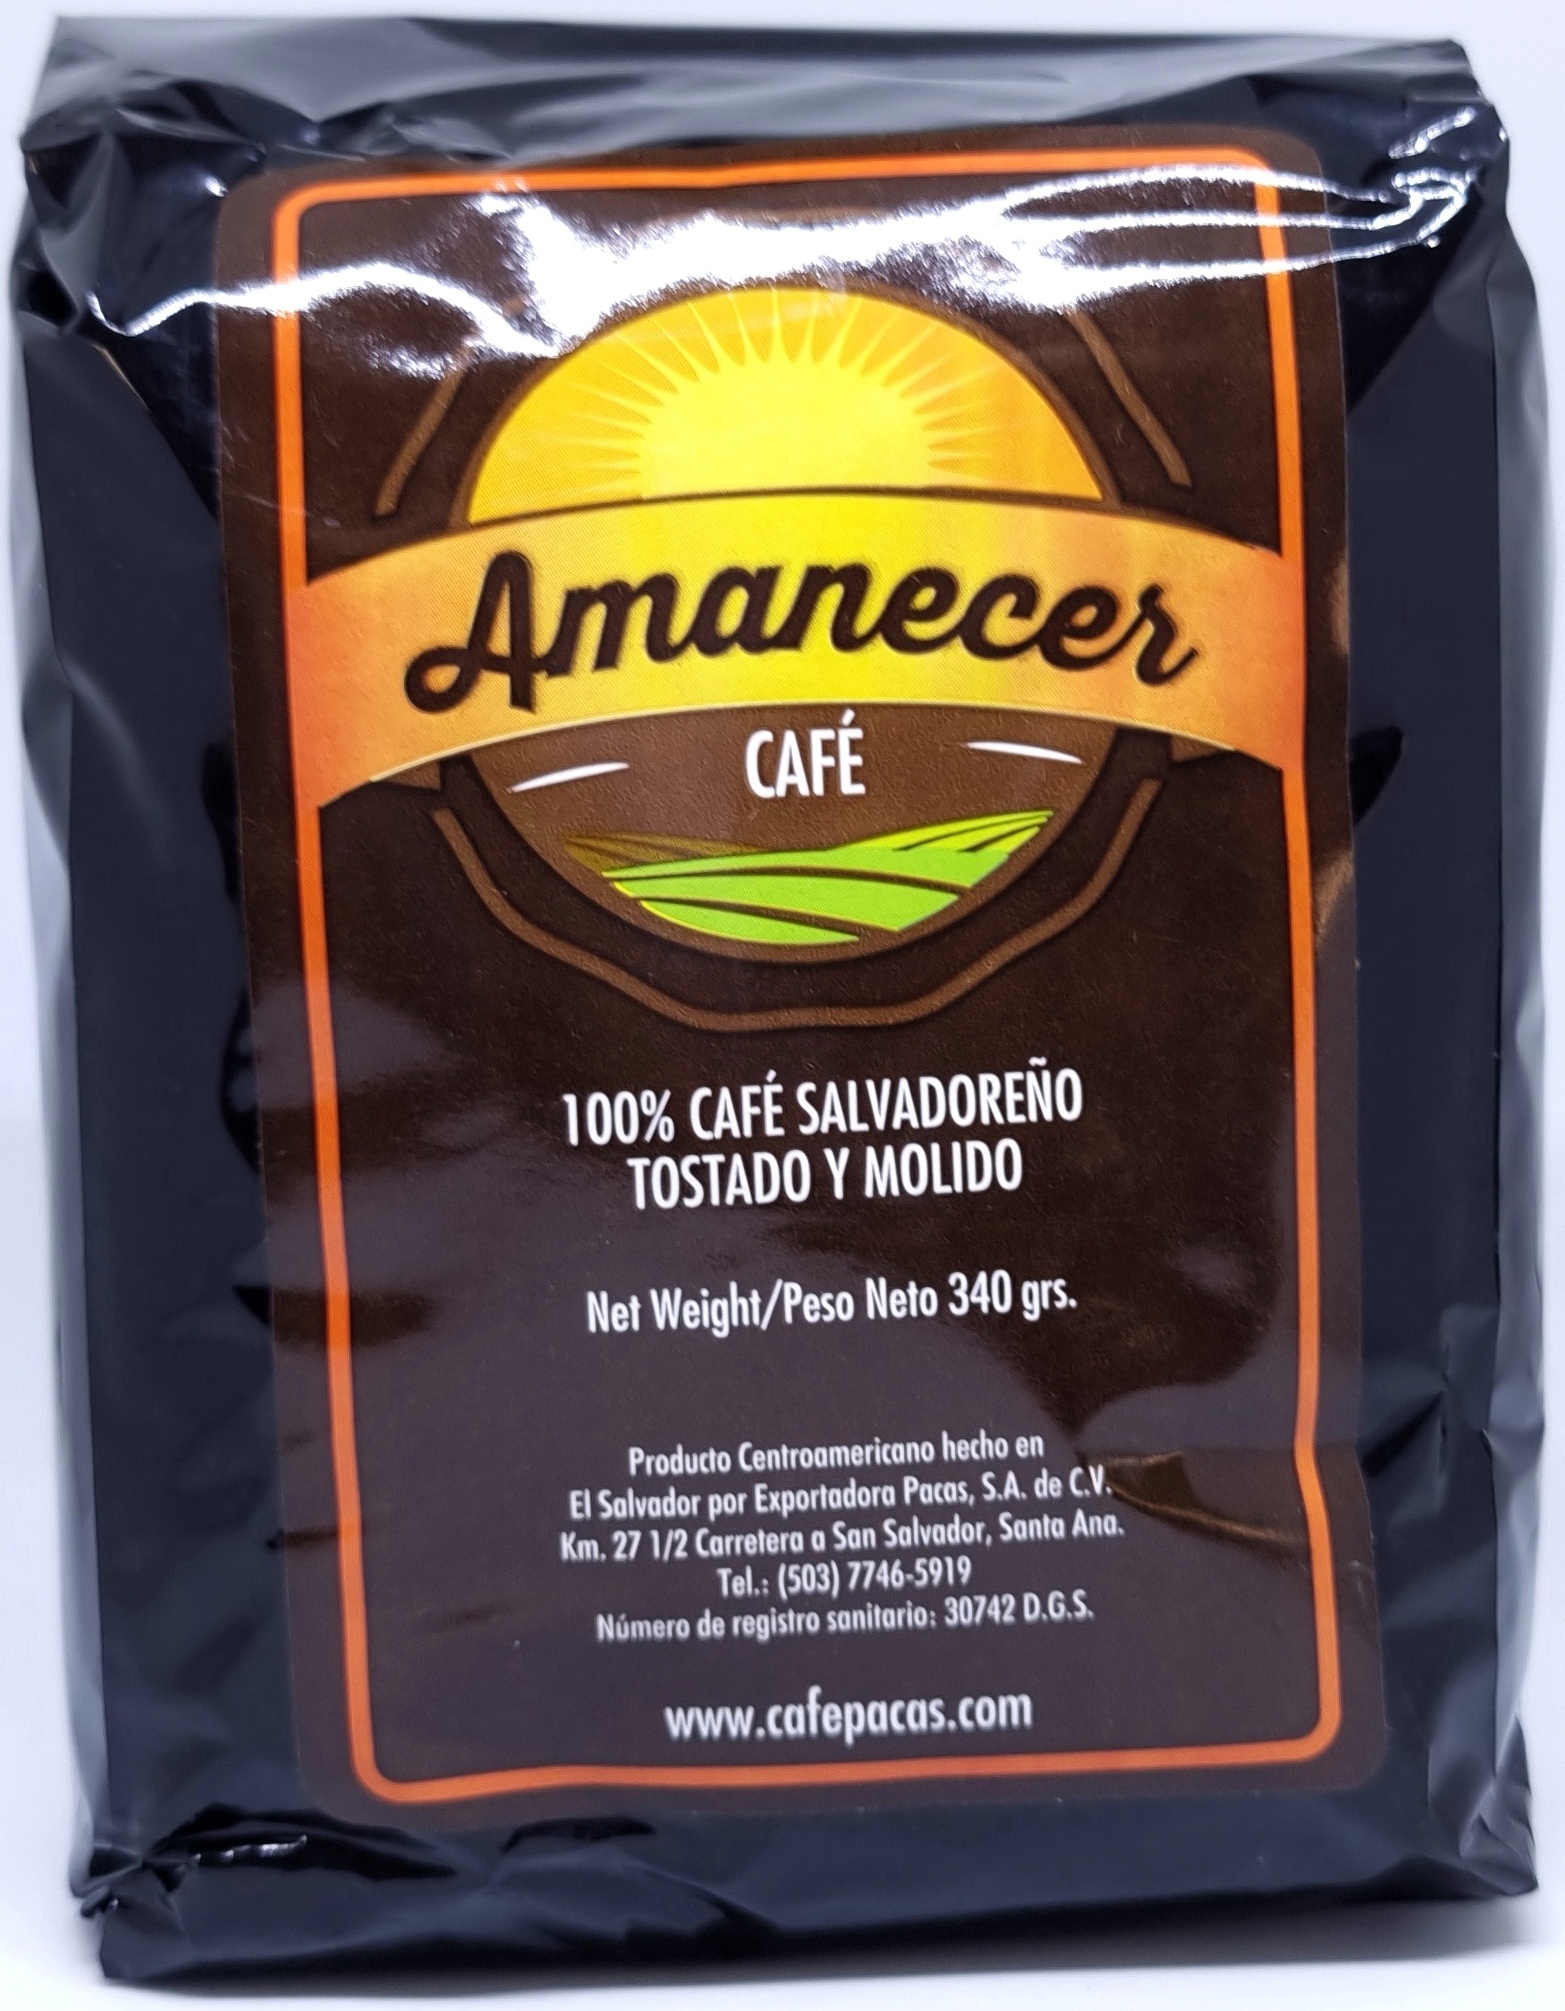 Amanecer
CAFÉ
100% CAFÉ SALVADOREÑO
TOSTADO Y MOLIDO
Net Weight/Peso Neto 340 grs.
Producto Centroamericano hecho en
El Salvador por Exportadora Pacas, S.A. de C.V.
Km. 27 1/2 Carretera a San Salvador, Santa Ana.
Tel.: (503) 7746-5919
Número de registro sanitario: 30742 D.G.S.
www.cafepacas.com